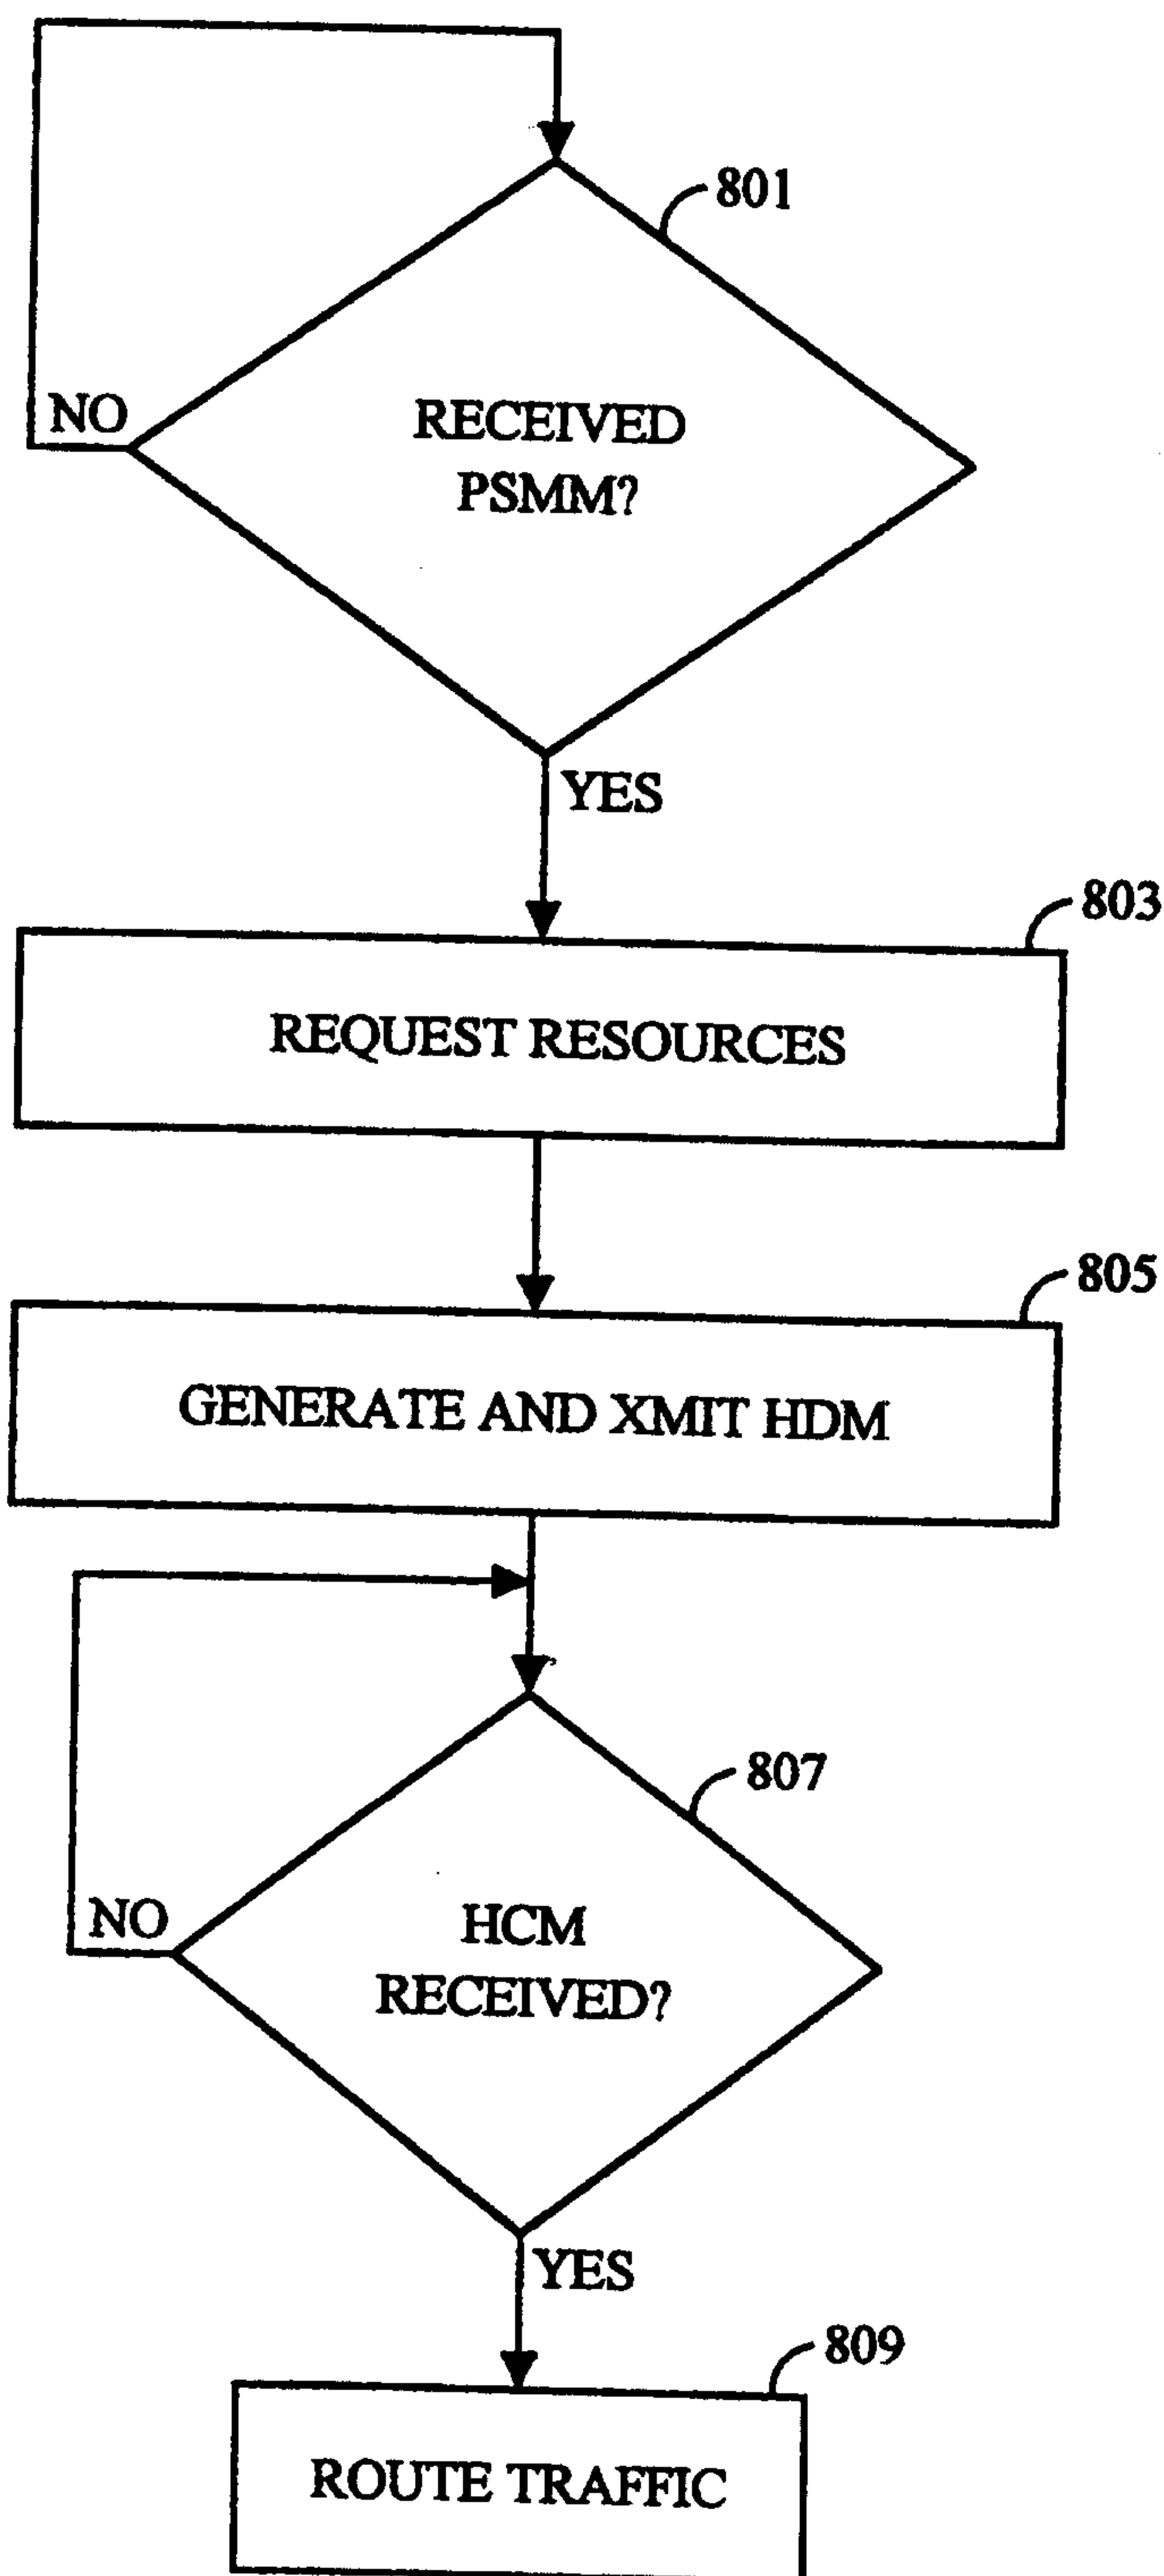 801
NO
RECEIVED
PSMM?
YES
803
REQUEST RESOURCES
805
GENERATE AND XMIT HDM
807
NO
HCM
RECEIVED?
YES
809
ROUTE TRAFFIC